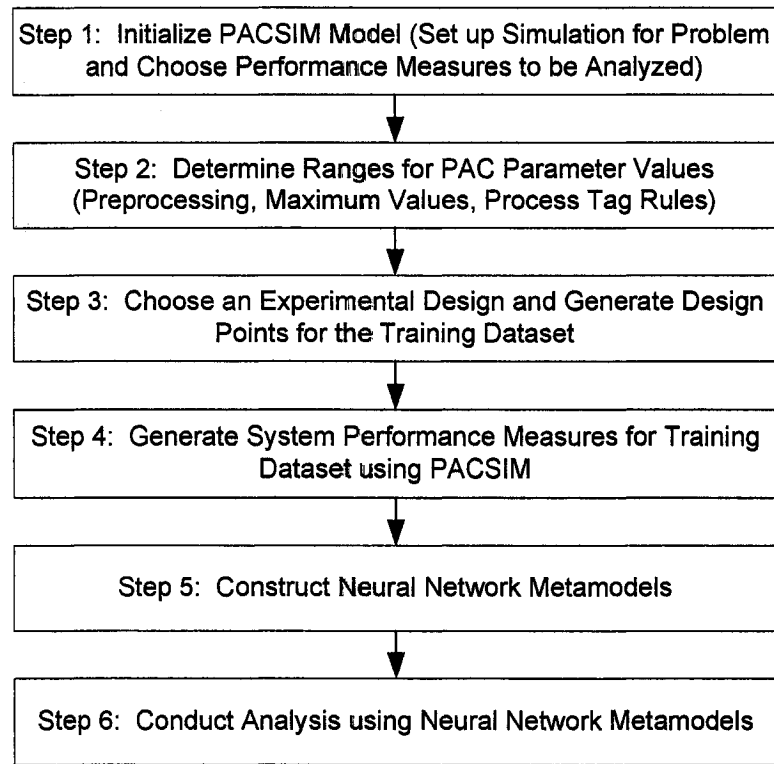 Step 1: Initialize PACSIM Model (Set up Simulation for Problem
and Choose Performance Measures to be Analyzed)
Step 2: Determine Ranges for PAC Parameter Values
(Preprocessing, Maximum Values, Process Tag Rules)
Step 3: Choose an Experimental Design and Generate Design
Points for the Training Dataset
Step 4: Generate System Performance Measures for Training
Dataset using PACSIM
Step 5: Construct Neural Network Metamodels
Step 6: Conduct Analysis using Neural Network Metamodels